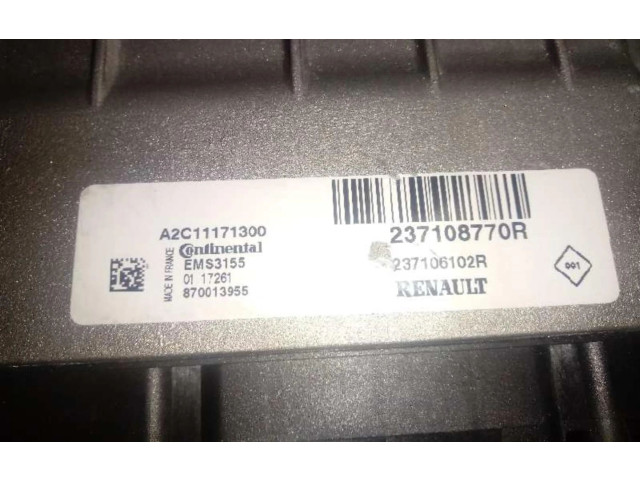 A2C11171300
Continental
EMS3155
01 17261
870013955
MADE IN FRANCE
237108770R
237106102R
RENAULT
001